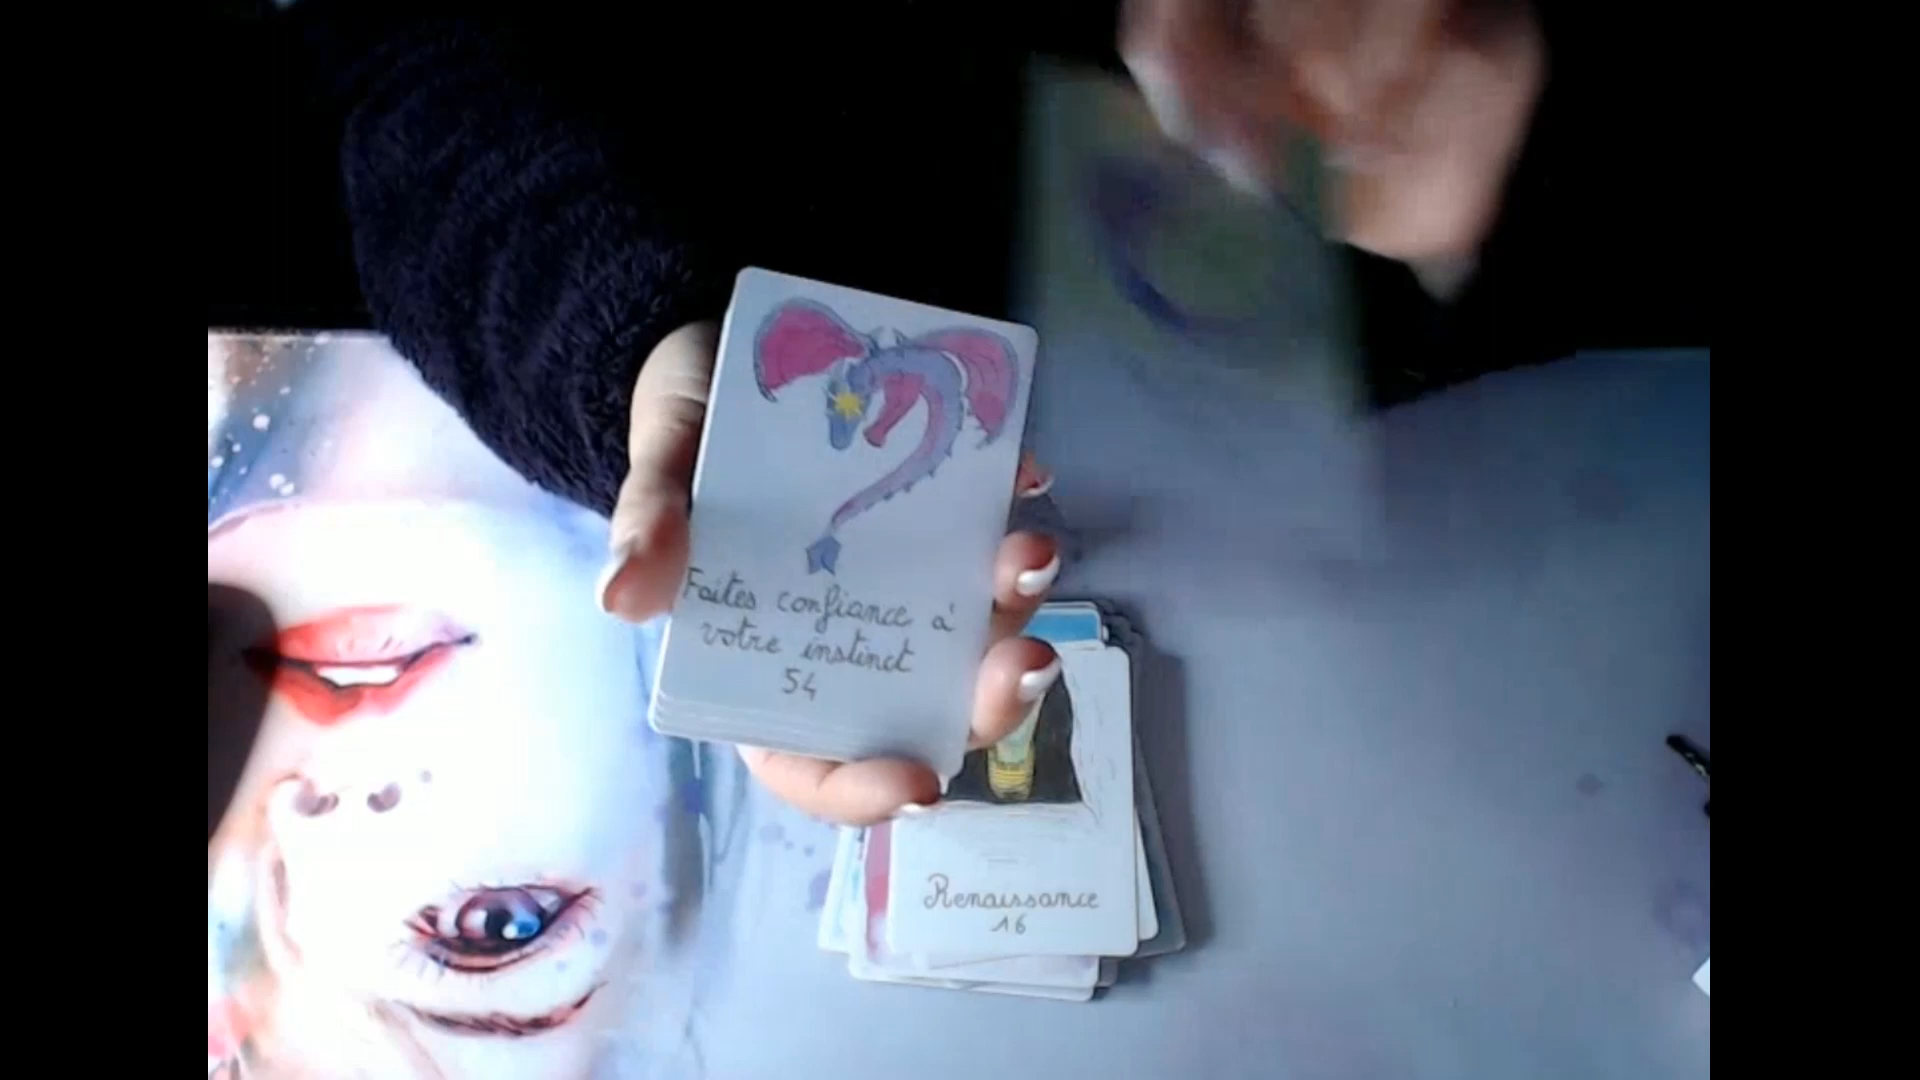 Faites confiance à
votre instinct
54
Renaissance
16